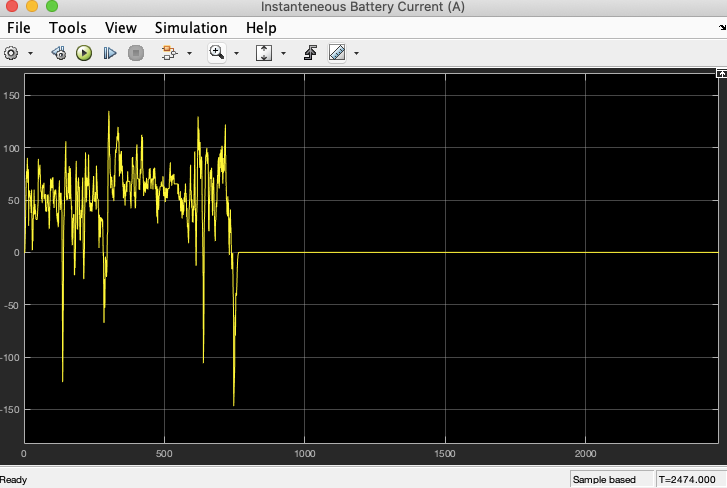 Instanteneous Battery Current (A)
File Tools View Simulation Help
150
100
50
0
-50
-100
-150
0 500 1000 1500 2000
Ready Sample based T=2474.000